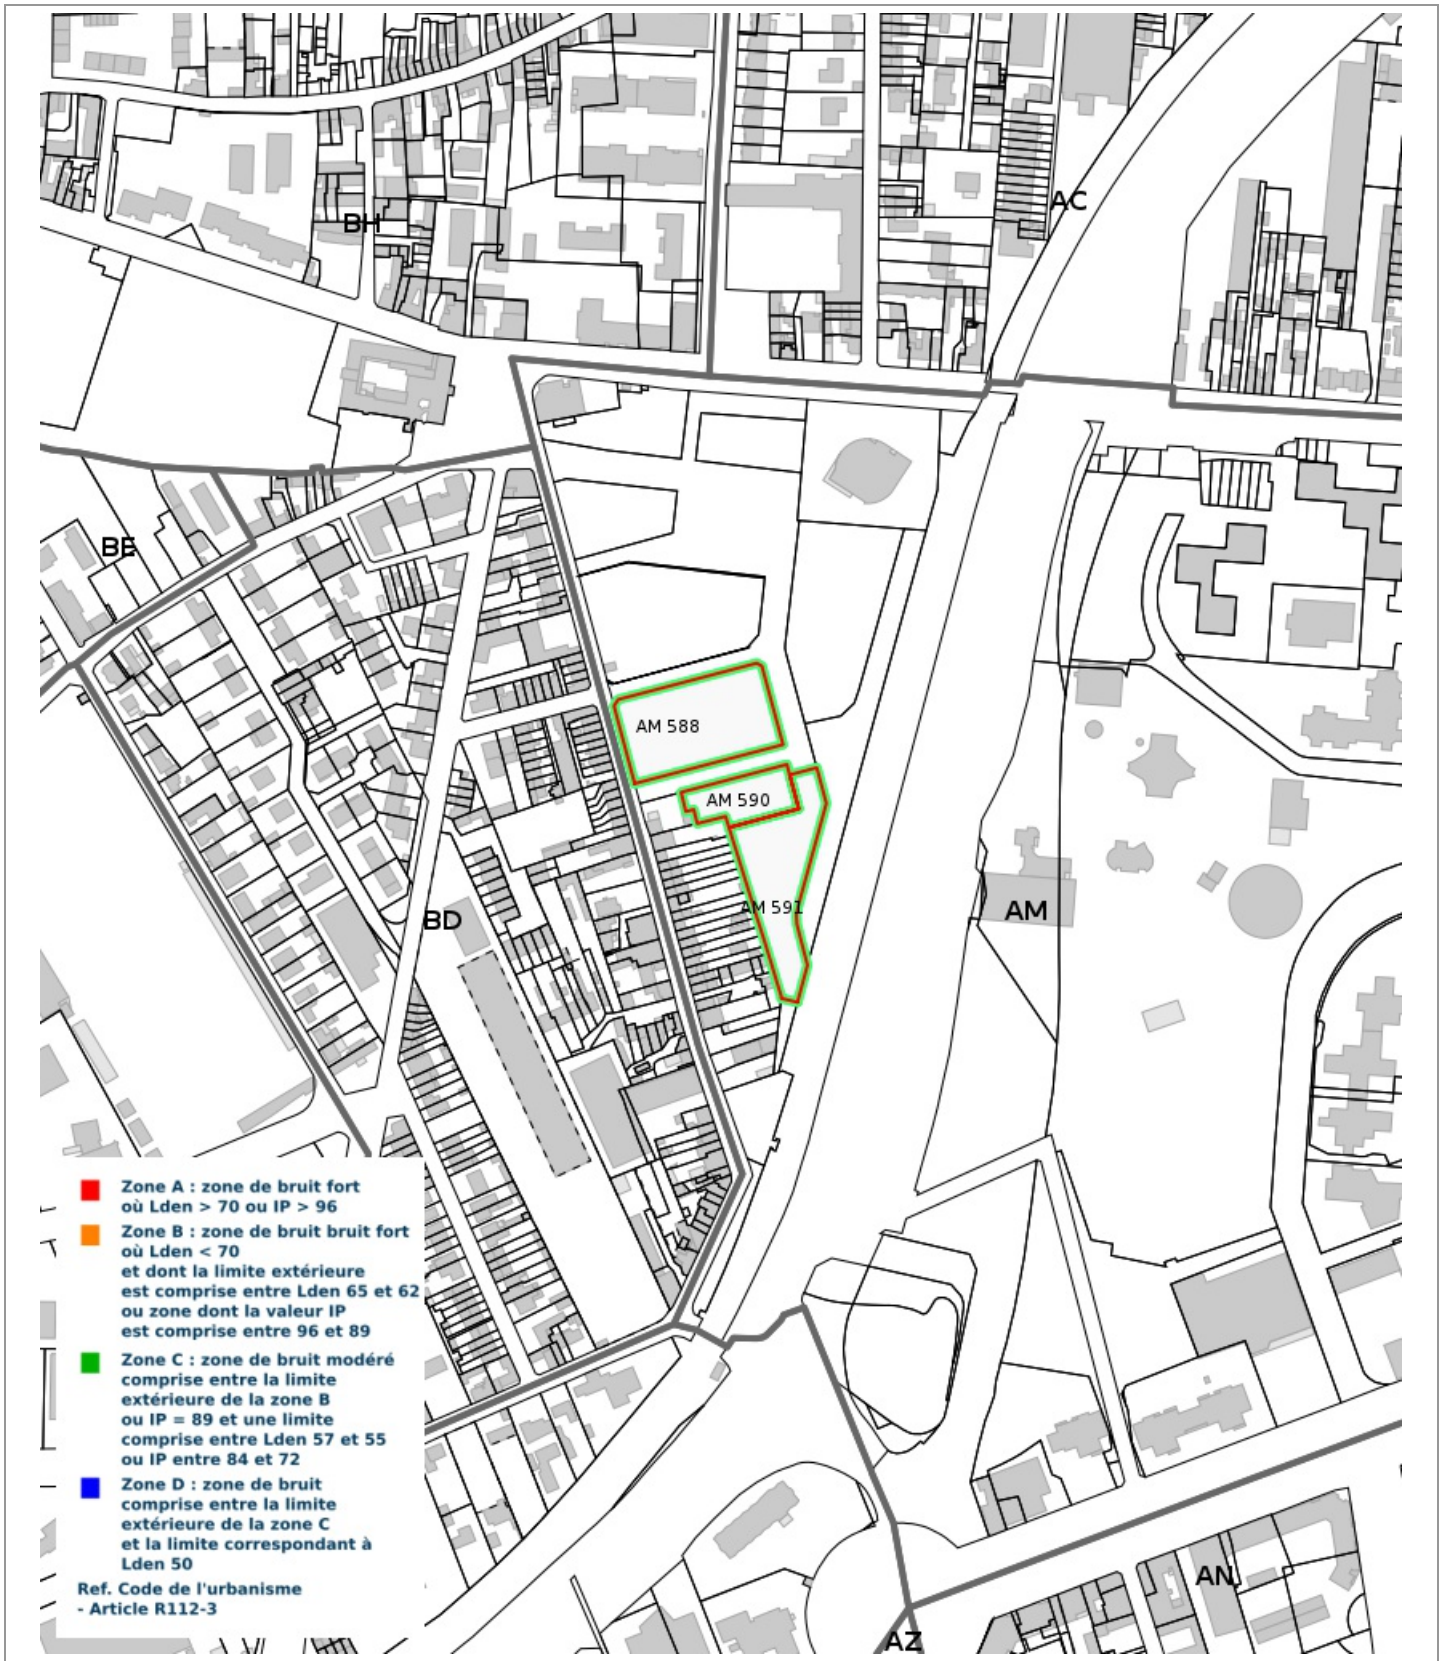 AC
BH
BE
AM 588
AM 590
AM 591
BD
AM
Zone A : zone de bruit fort
où Lden > 70 ou IP > 96
Zone B : zone de bruit bruit fort
où Lden < 70
et dont la limite extérieure
est comprise entre Lden 65 et 62
ou zone dont la valeur IP
est comprise entre 96 et 89
Zone C : zone de bruit modéré
comprise entre la limite
extérieure de la zone B
ou IP = 89 et une limite
comprise entre Lden 57 et 55
ou IP entre 84 et 72
Zone D : zone de bruit
comprise entre la limite
extérieure de la zone C
et la limite correspondant à
Lden 50
Ref. Code de l'urbanisme
- Article R112-3
AN
AZ